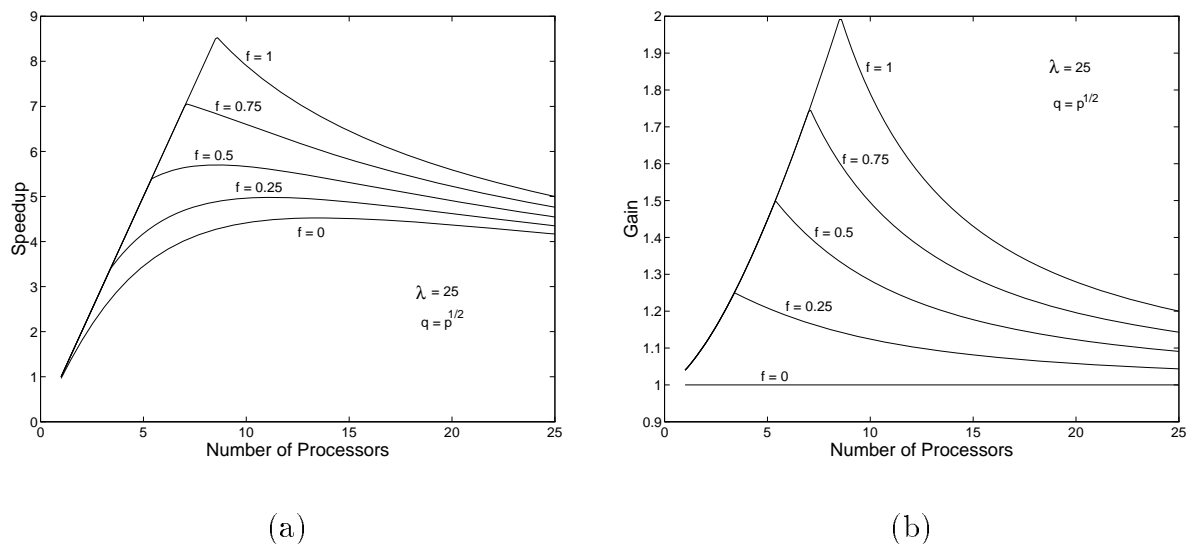 9
8
7
6
5
4
3
2
1
0
0 5 10 15 20 25
Speedup
Number of Processors
f = 1
f = 0.75
f = 0.5
f = 0.25
f = 0
λ = 25
q = p^1/2
(a)
2
1.9
1.8
1.7
1.6
1.5
1.4
1.3
1.2
1.1
1
0.9
0 5 10 15 20 25
Gain
Number of Processors
f = 1
f = 0.75
f = 0.5
f = 0.25
f = 0
λ = 25
q = p^1/2
(b)